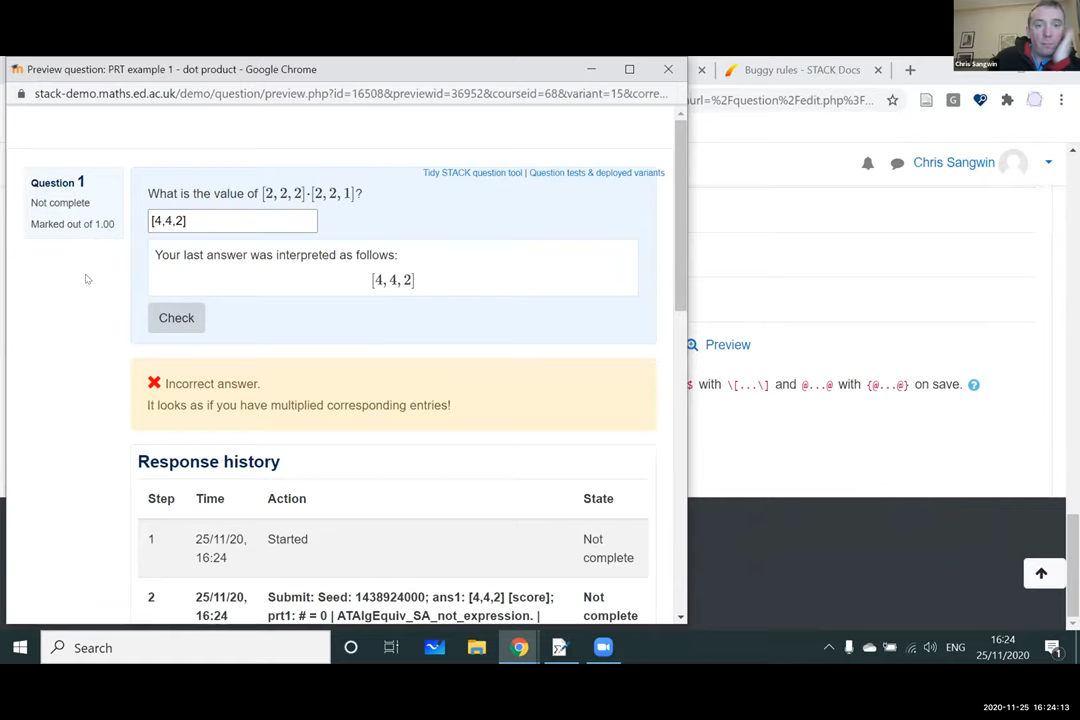 Chris Sangwin
Preview question: PRT example 1 - dot product - Google Chrome
Buggy rules - STACK Docs
stack-demo.maths.ed.ac.uk/demo/question/preview.php?id=16508&previewid=36952&courseid=68&variant=15&corre...
url=%2Fquestion%2Fedit.php%3F...
Chris Sangwin
Tidy STACK question tool | Question tests & deployed variants
Question 1
Not complete
Marked out of 1.00
What is the value of [2, 2, 2]·[2, 2, 1]?
[4,4,2]
Your last answer was interpreted as follows:
[4, 4, 2]
Check
Preview
$ with \[...\] and @...@ with {@...@} on save.
Incorrect answer.
It looks as if you have multiplied corresponding entries!
Response history
Step Time Action State
1 25/11/20, 16:24 Started Not complete
2 25/11/20, 16:24 Submit: Seed: 1438924000; ans1: [4,4,2] [score]; Not complete
prt1: # = 0 | ATAlgEquiv_SA_not_expression. |
Search
ENG
16:24
25/11/2020
2020-11-25 16:24:13